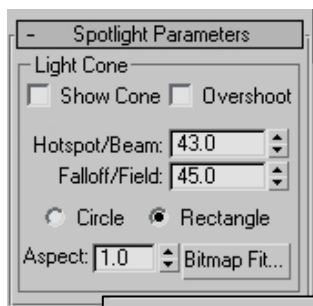 - Spotlight Parameters
Light Cone
Show Cone Overshoot
Hotspot/Beam: 43.0
Falloff/Field: 45.0
Circle Rectangle
Aspect: 1.0 Bitmap Fit...